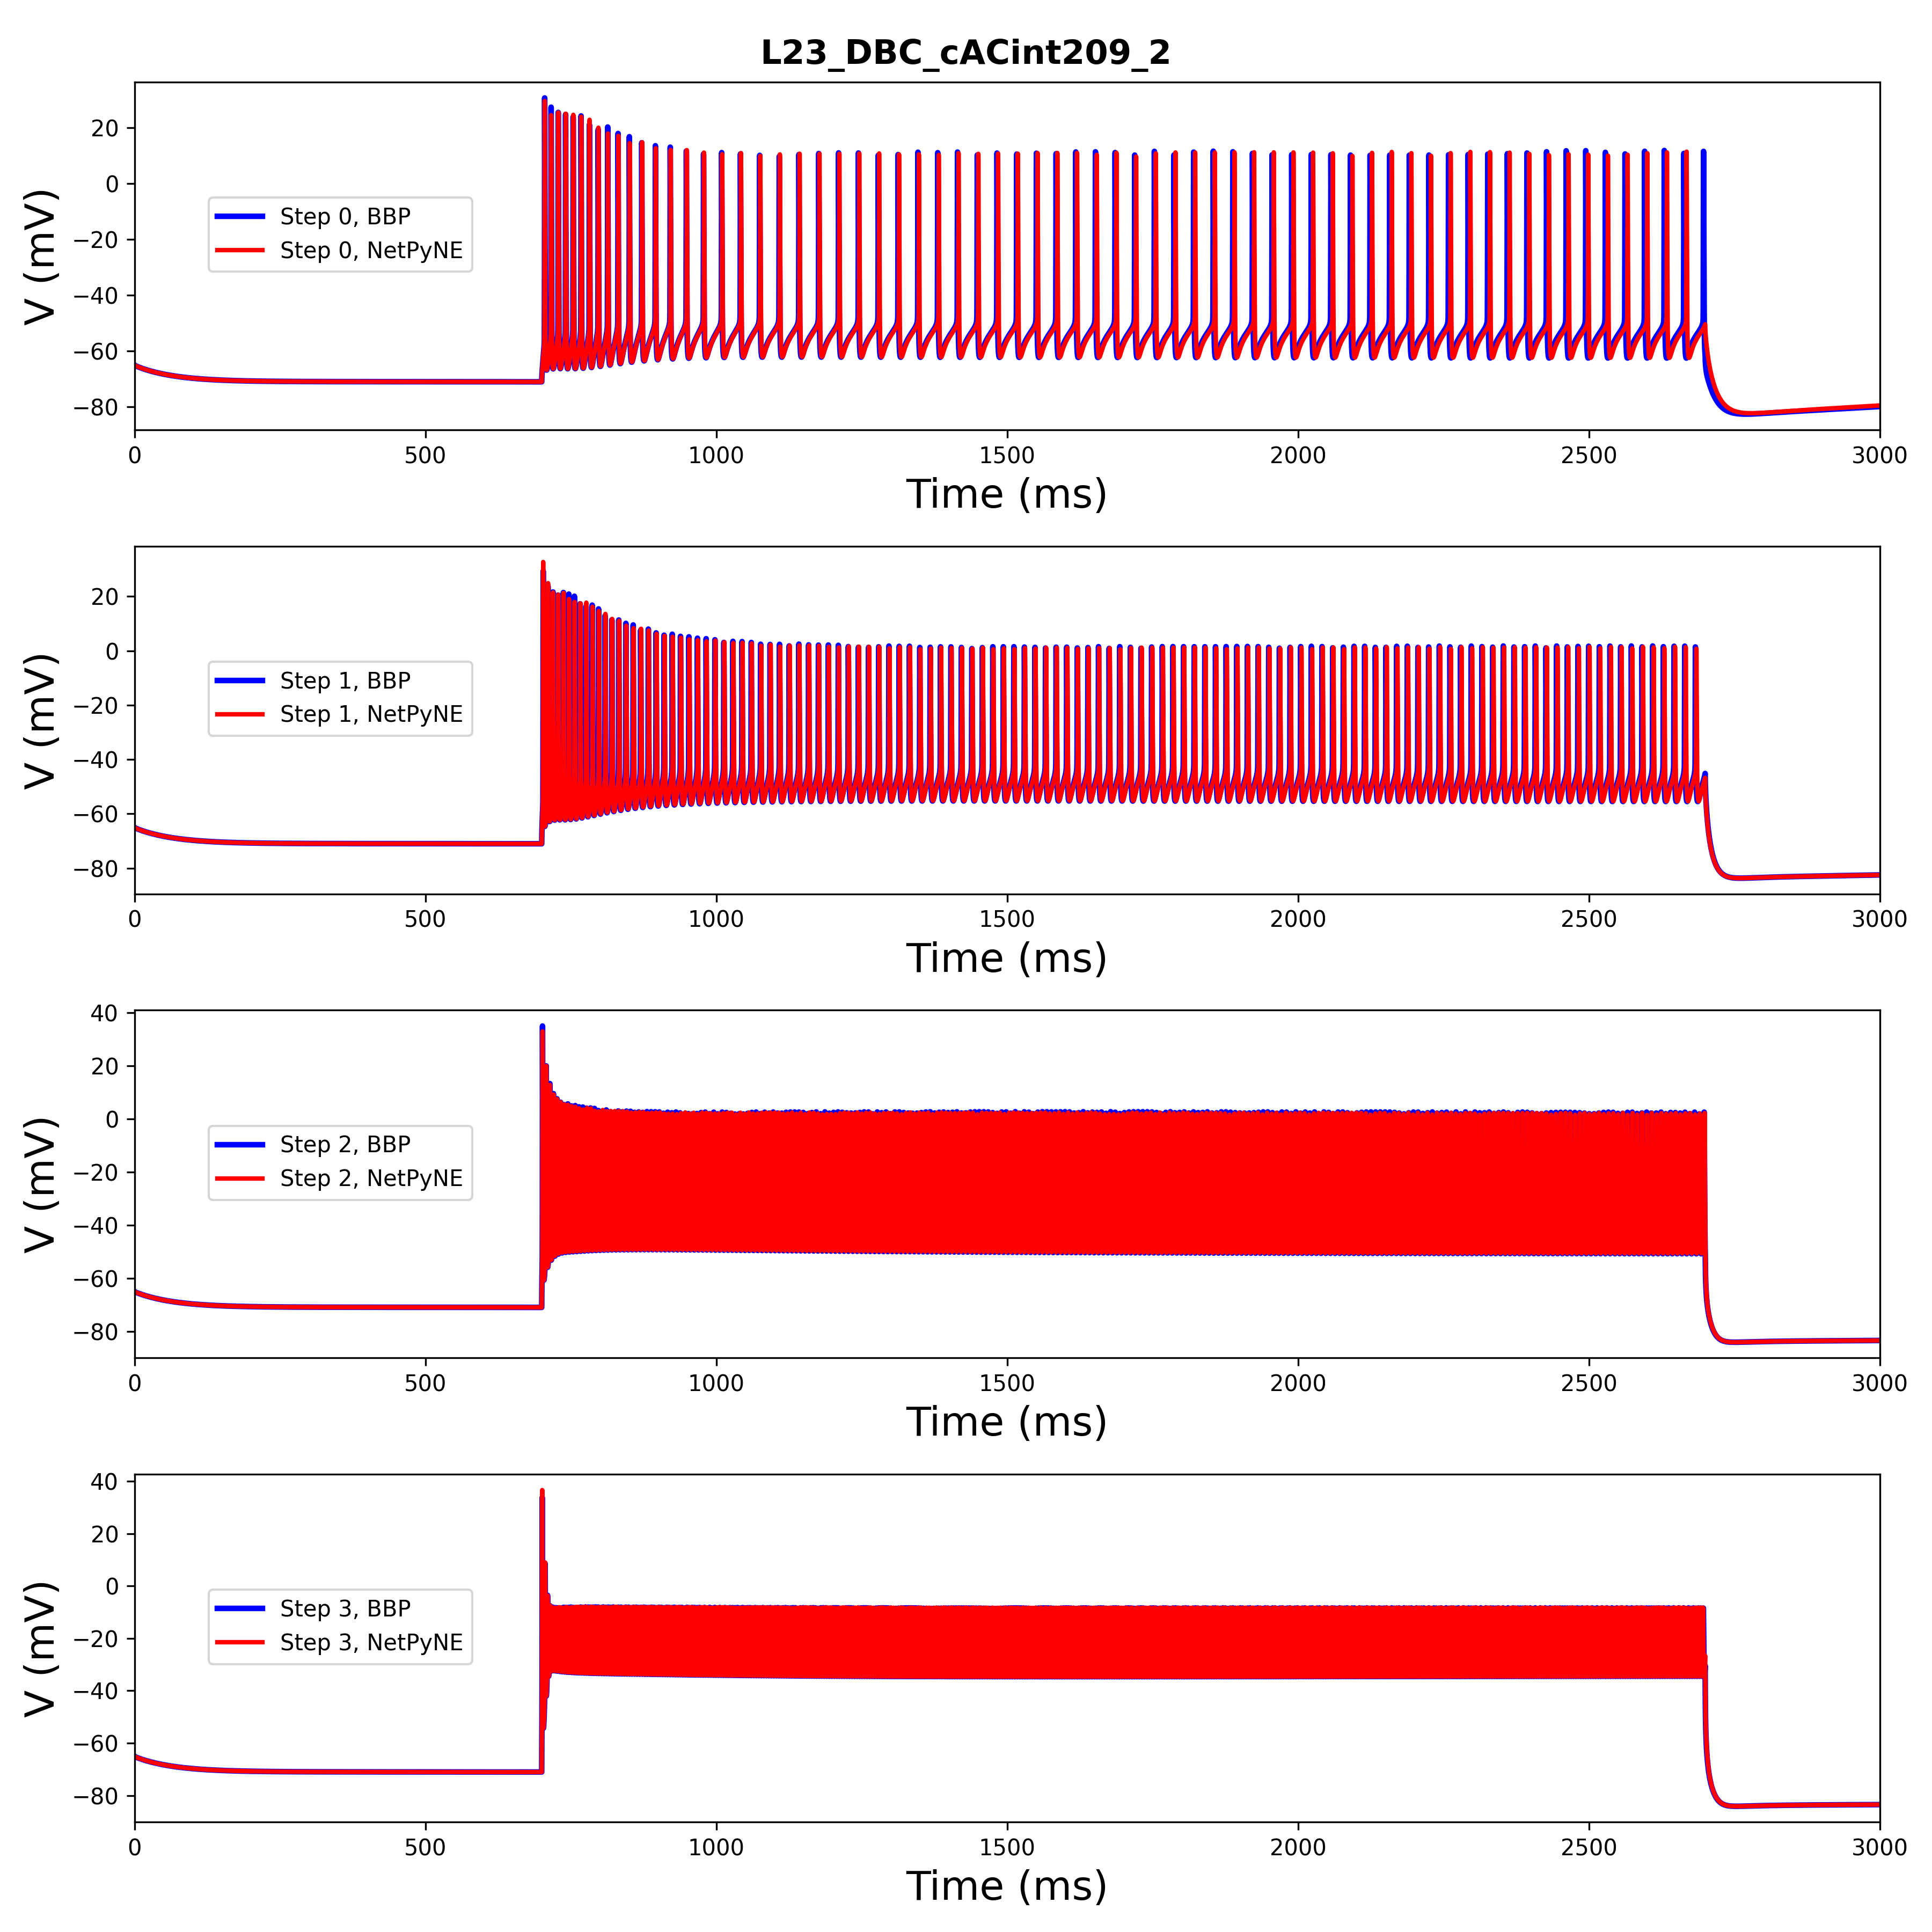 L23_DBC_cACint209_2
20
0
−20
−40
−60
−80
V (mV)
Step 0, BBP
Step 0, NetPyNE
0 500 1000 1500 2000 2500 3000
Time (ms)
20
0
−20
−40
−60
−80
V (mV)
Step 1, BBP
Step 1, NetPyNE
0 500 1000 1500 2000 2500 3000
Time (ms)
40
20
0
−20
−40
−60
−80
V (mV)
Step 2, BBP
Step 2, NetPyNE
0 500 1000 1500 2000 2500 3000
Time (ms)
40
20
0
−20
−40
−60
−80
V (mV)
Step 3, BBP
Step 3, NetPyNE
0 500 1000 1500 2000 2500 3000
Time (ms)